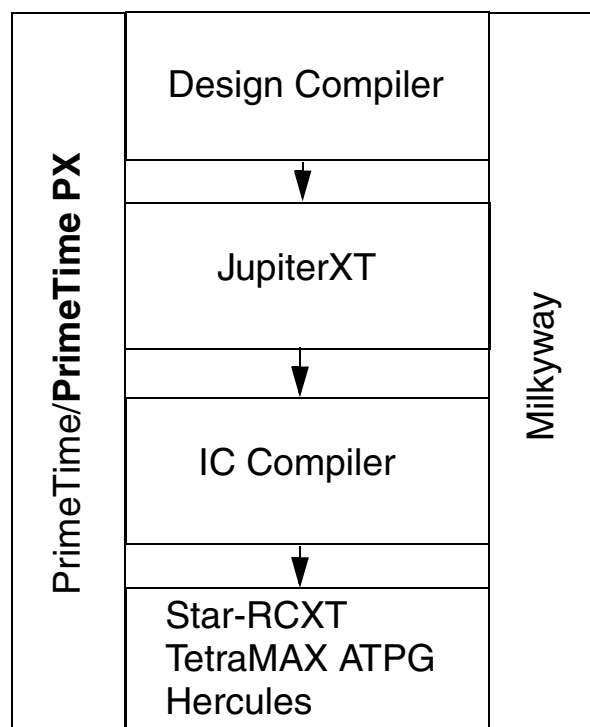 Design Compiler
JupiterXT
IC Compiler
Star-RCXT
TetraMAX ATPG
Hercules
PrimeTime/PrimeTime PX
Milkyway